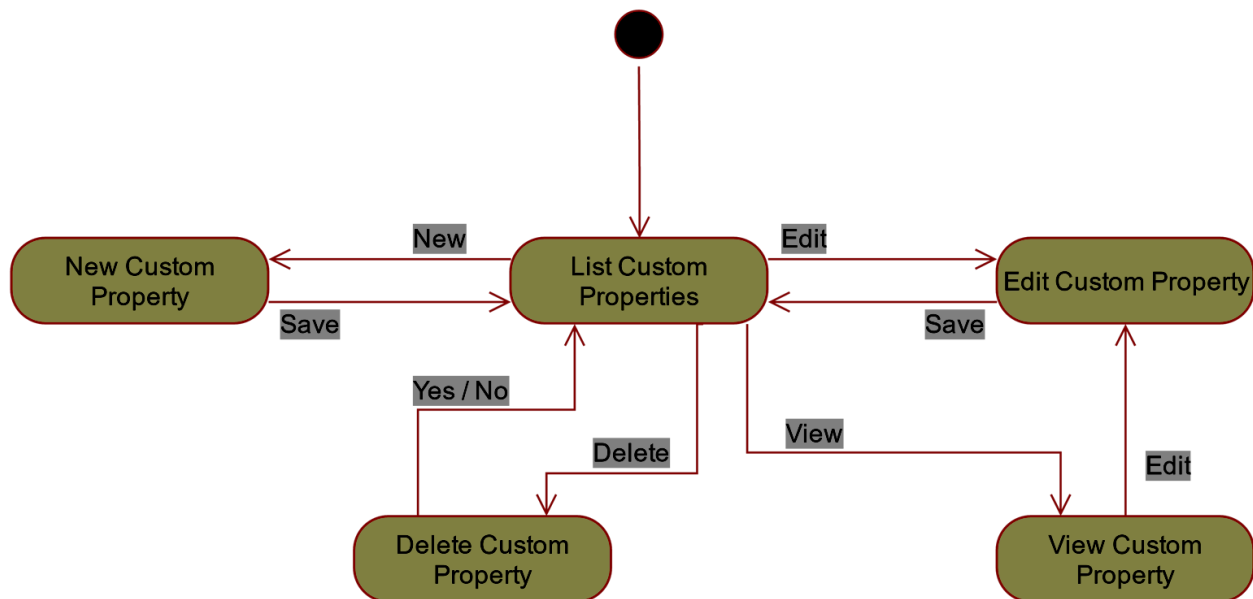 New
Edit
New Custom
Property
List Custom
Properties
Edit Custom Property
Save
Save
Yes / No
Delete
View
Edit
Delete Custom
Property
View Custom
Property